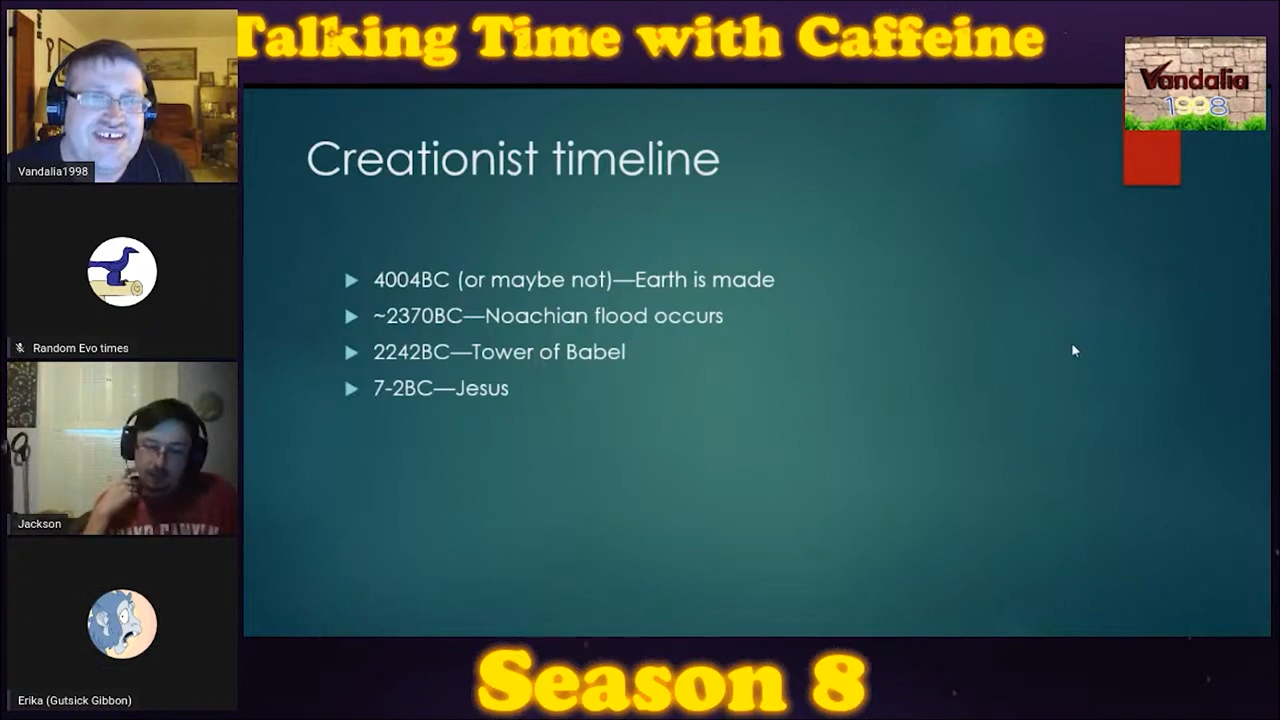 Talking Time with Caffeine
Vandalia
1998
Vandalia1998
Creationist timeline
▶ 4004BC (or maybe not)—Earth is made
▶ ~2370BC—Noachian flood occurs
▶ 2242BC—Tower of Babel
▶ 7-2BC—Jesus
Random Evo times
Jackson
Erika (Gutsick Gibbon)
Season 8